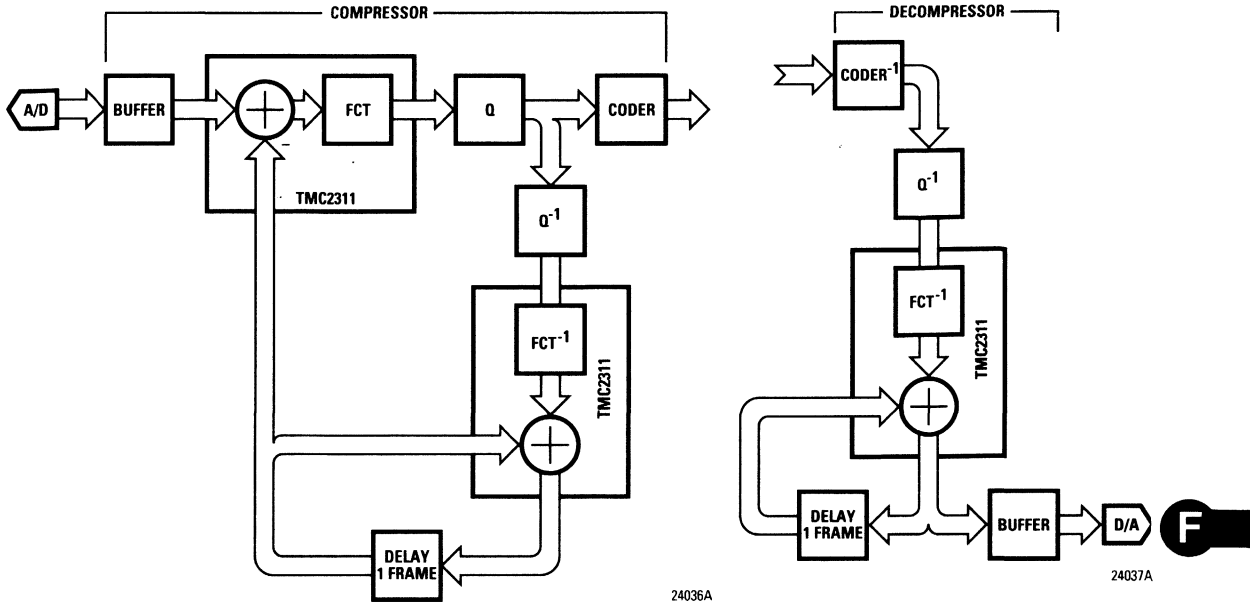 COMPRESSOR
A/D
BUFFER
FCT
Q
CODER
−
TMC2311
Q-1
FCT-1
TMC2311
DELAY
1 FRAME
24036A
DECOMPRESSOR
CODER-1
Q-1
FCT-1
TMC2311
DELAY
1 FRAME
BUFFER
D/A
F
24037A